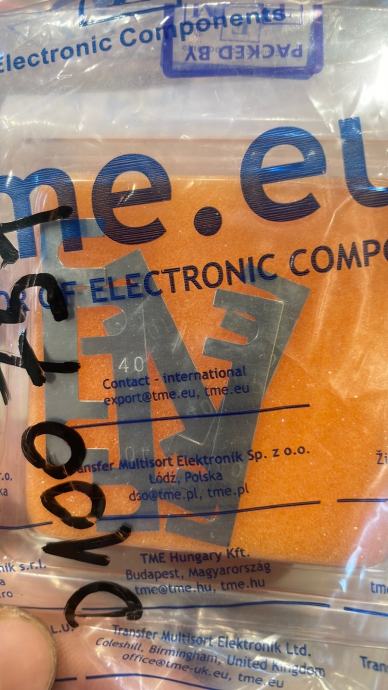 Electronic Components
PACKED BY
me.eu
OR OF ELECTRONIC COMPO
40
Contact - international
export@tme.eu, tme.eu
Transfer Multisort Elektronik Sp. z o.o.
Łódź, Polska
dso@tme.pl, tme.pl
TME Hungary Kft.
Budapest, Magyarország
tme@tme.hu, tme.hu
Transfer Multisort Elektronik Ltd.
Coleshill, Birmingham, United Kingdom
office@tme-uk.eu, tme.eu